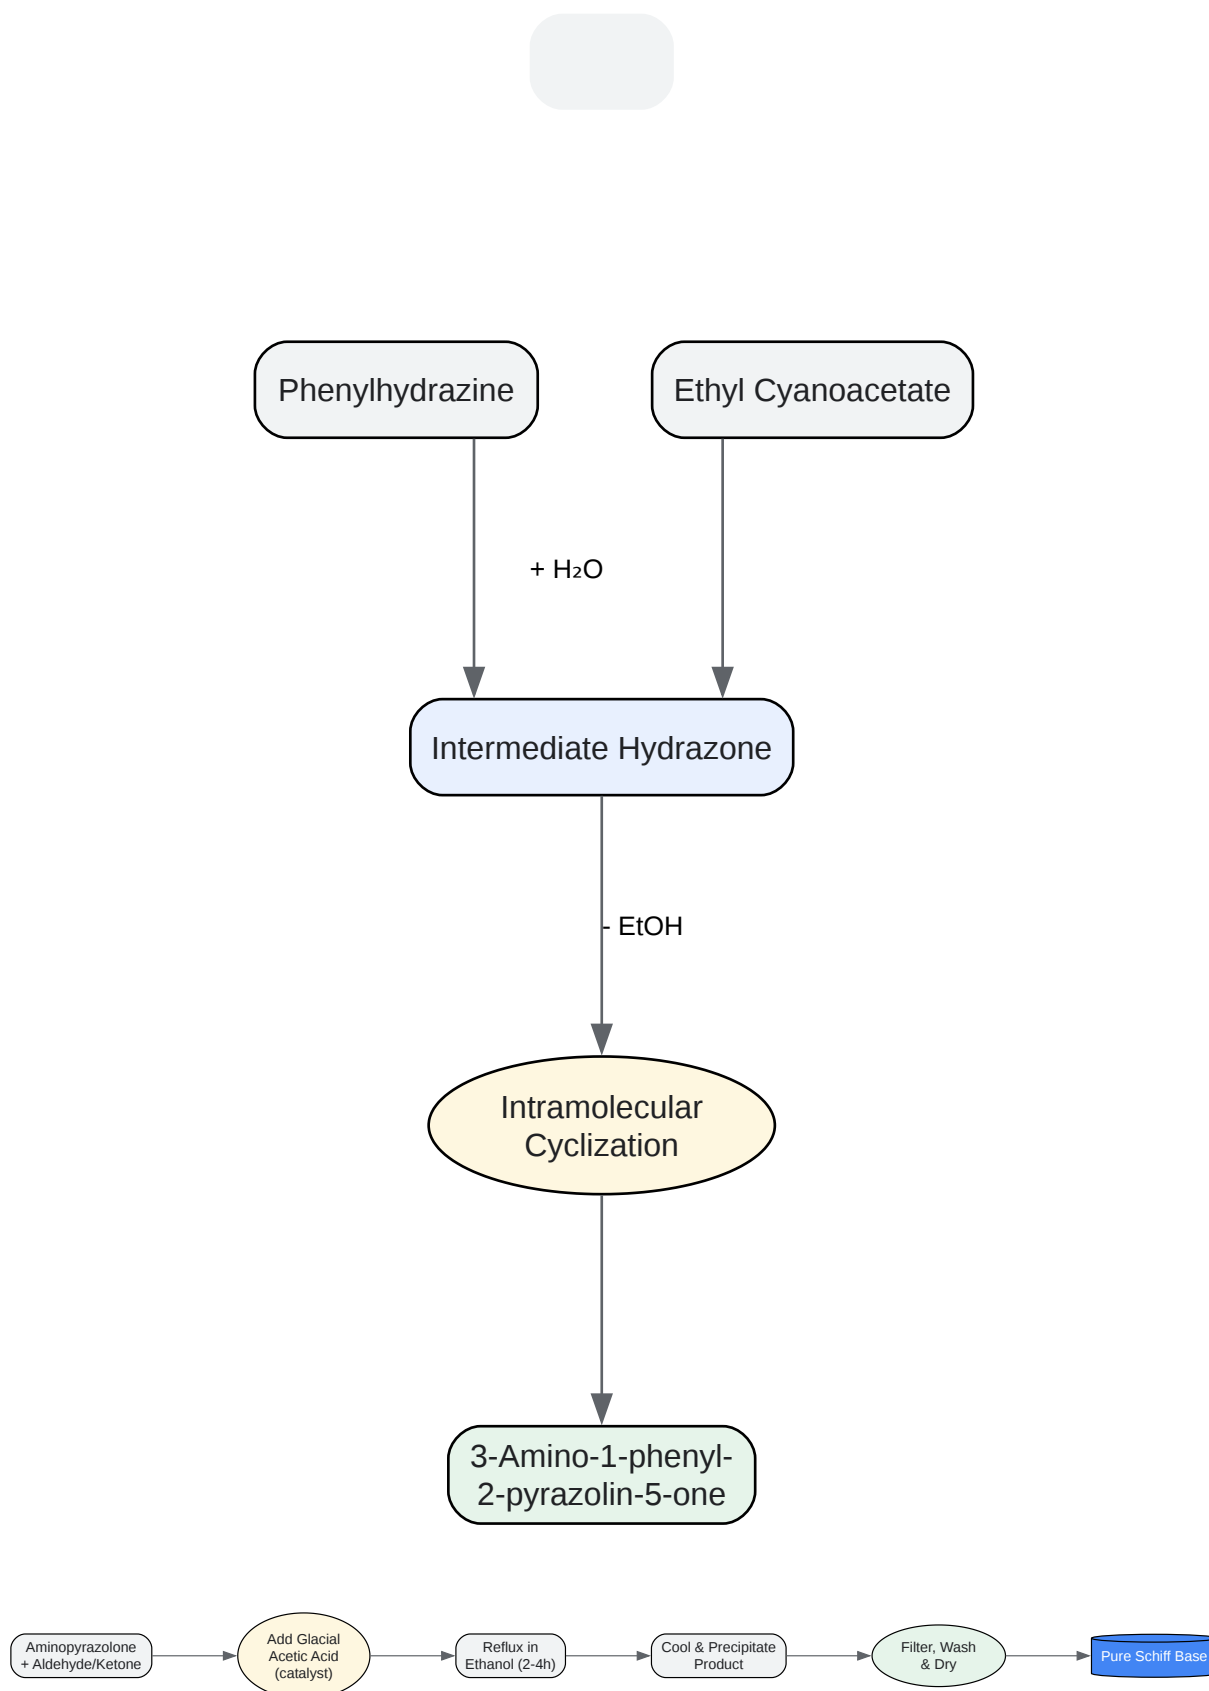 Phenylhydrazine
Ethyl Cyanoacetate
+ H₂O
Intermediate Hydrazone
- EtOH
Intramolecular
Cyclization
3-Amino-1-phenyl-
2-pyrazolin-5-one
Aminopyrazolone
+ Aldehyde/Ketone
Add Glacial
Acetic Acid
(catalyst)
Reflux in
Ethanol (2-4h)
Cool & Precipitate
Product
Filter, Wash
& Dry
Pure Schiff Base